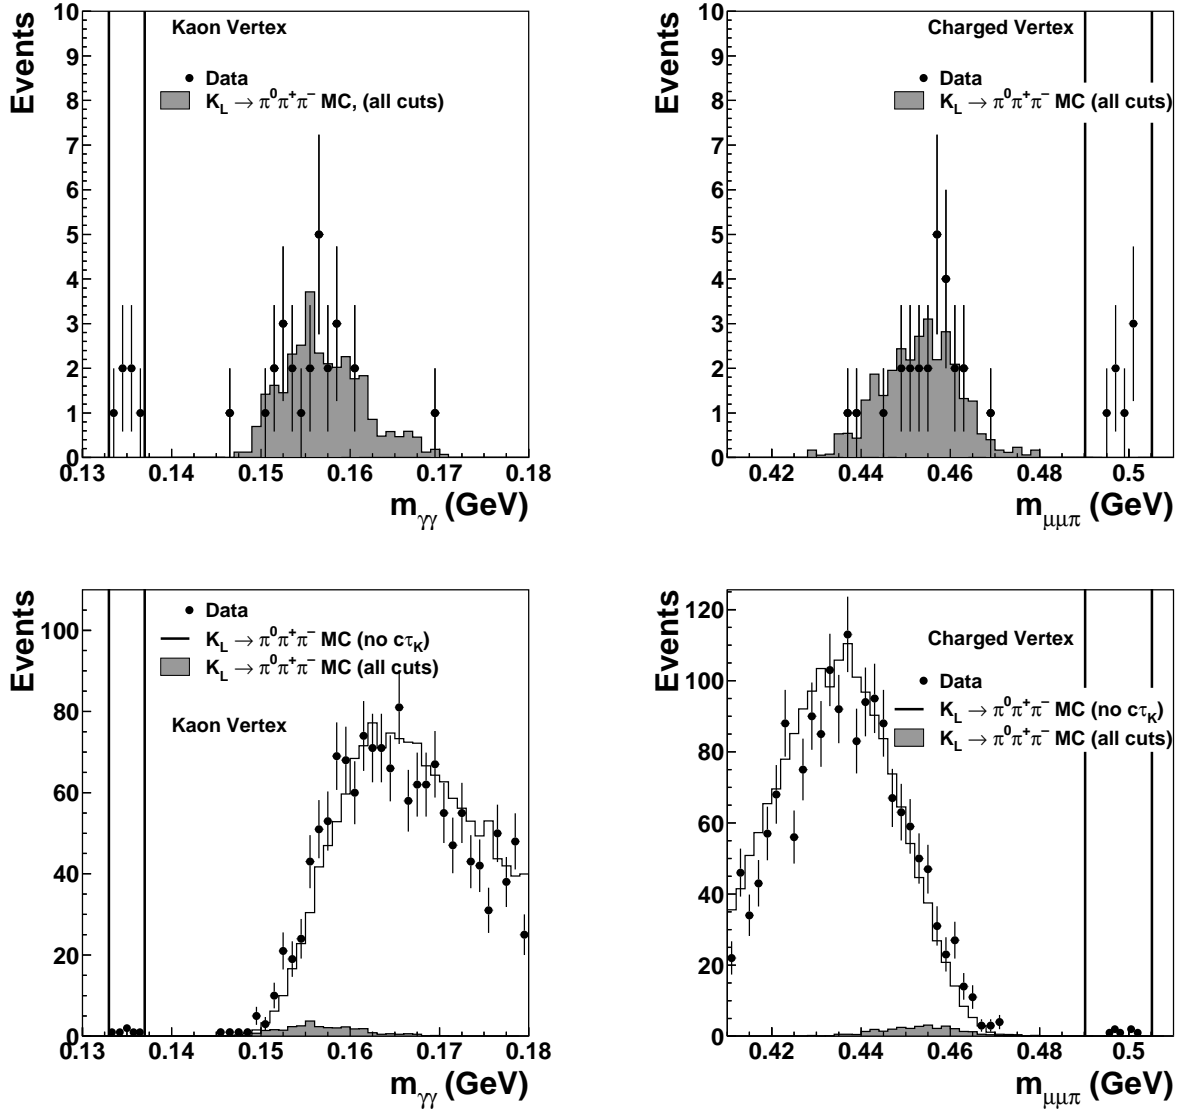 Events
10
9
8
7
6
5
4
3
2
1
0
Kaon Vertex
Data
K_L → π⁰π⁺π⁻ MC, (all cuts)
0.13 0.14 0.15 0.16 0.17 0.18
m_γγ (GeV)
Events
10
9
8
7
6
5
4
3
2
1
0
Charged Vertex
Data
K_L → π⁰π⁺π⁻ MC (all cuts)
0.42 0.44 0.46 0.48 0.5
m_μμπ (GeV)
Events
100
80
60
40
20
0
Data
K_L → π⁰π⁺π⁻ MC (no cτ_K)
K_L → π⁰π⁺π⁻ MC (all cuts)
Kaon Vertex
0.13 0.14 0.15 0.16 0.17 0.18
m_γγ (GeV)
Events
120
100
80
60
40
20
0
Charged Vertex
Data
K_L → π⁰π⁺π⁻ MC (no cτ_K)
K_L → π⁰π⁺π⁻ MC (all cuts)
0.42 0.44 0.46 0.48 0.5
m_μμπ (GeV)